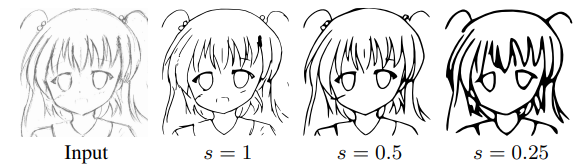 Input s = 1 s = 0.5 s = 0.25